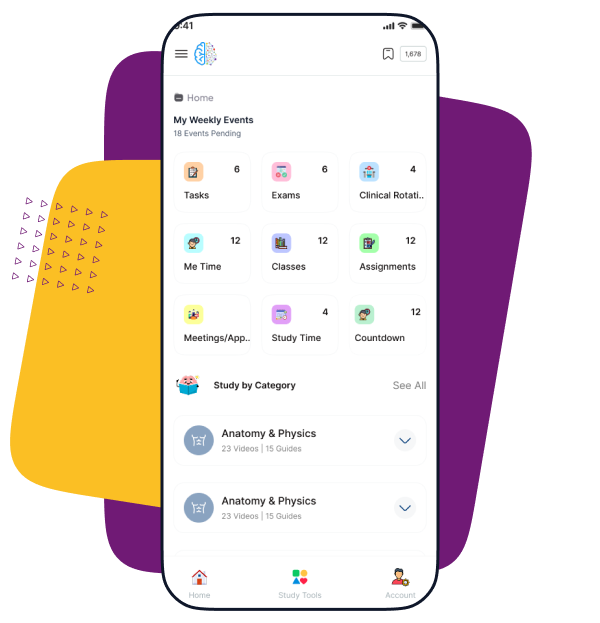 9:41
1,678
Home
My Weekly Events
18 Events Pending
6
Tasks
6
Exams
4
Clinical Rotati..
12
Me Time
12
Classes
12
Assignments
Meetings/App..
4
Study Time
12
Countdown
Study by Category
See All
Anatomy & Physics
23 Videos | 15 Guides
Anatomy & Physics
23 Videos | 15 Guides
Home
Study Tools
Account